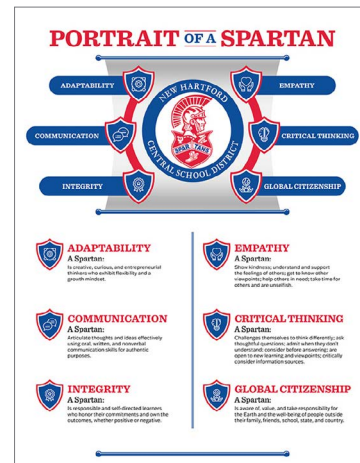 PORTRAIT OF A SPARTAN
ADAPTABILITY
EMPATHY
COMMUNICATION
CRITICAL THINKING
INTEGRITY
GLOBAL CITIZENSHIP
NEW HARTFORD
SPARTANS
CENTRAL SCHOOL DISTRICT
ADAPTABILITY
A Spartan:
Is creative, curious, and entrepreneurial
thinkers who exhibit flexibility and a
growth mindset.
EMPATHY
A Spartan:
Show kindness; understand and support
the feelings of others; get to know other
viewpoints; help others in need; take time for
others and are unselfish.
COMMUNICATION
A Spartan:
Articulate thoughts and ideas effectively
using oral, written, and nonverbal
communication skills for authentic
purposes.
CRITICAL THINKING
A Spartan:
Challenges themselves to think differently; ask
thoughtful questions; admit when they don't
understand; consider before answering; are
open to new learning and viewpoints; critically
consider information sources.
INTEGRITY
A Spartan:
Is responsible and self-directed learners
who honor their commitments and own the
outcomes, whether positive or negative.
GLOBAL CITIZENSHIP
A Spartan:
Is aware of, value, and take responsibility for
the Earth and the well-being of people outside
their family, friends, school, state, and country.